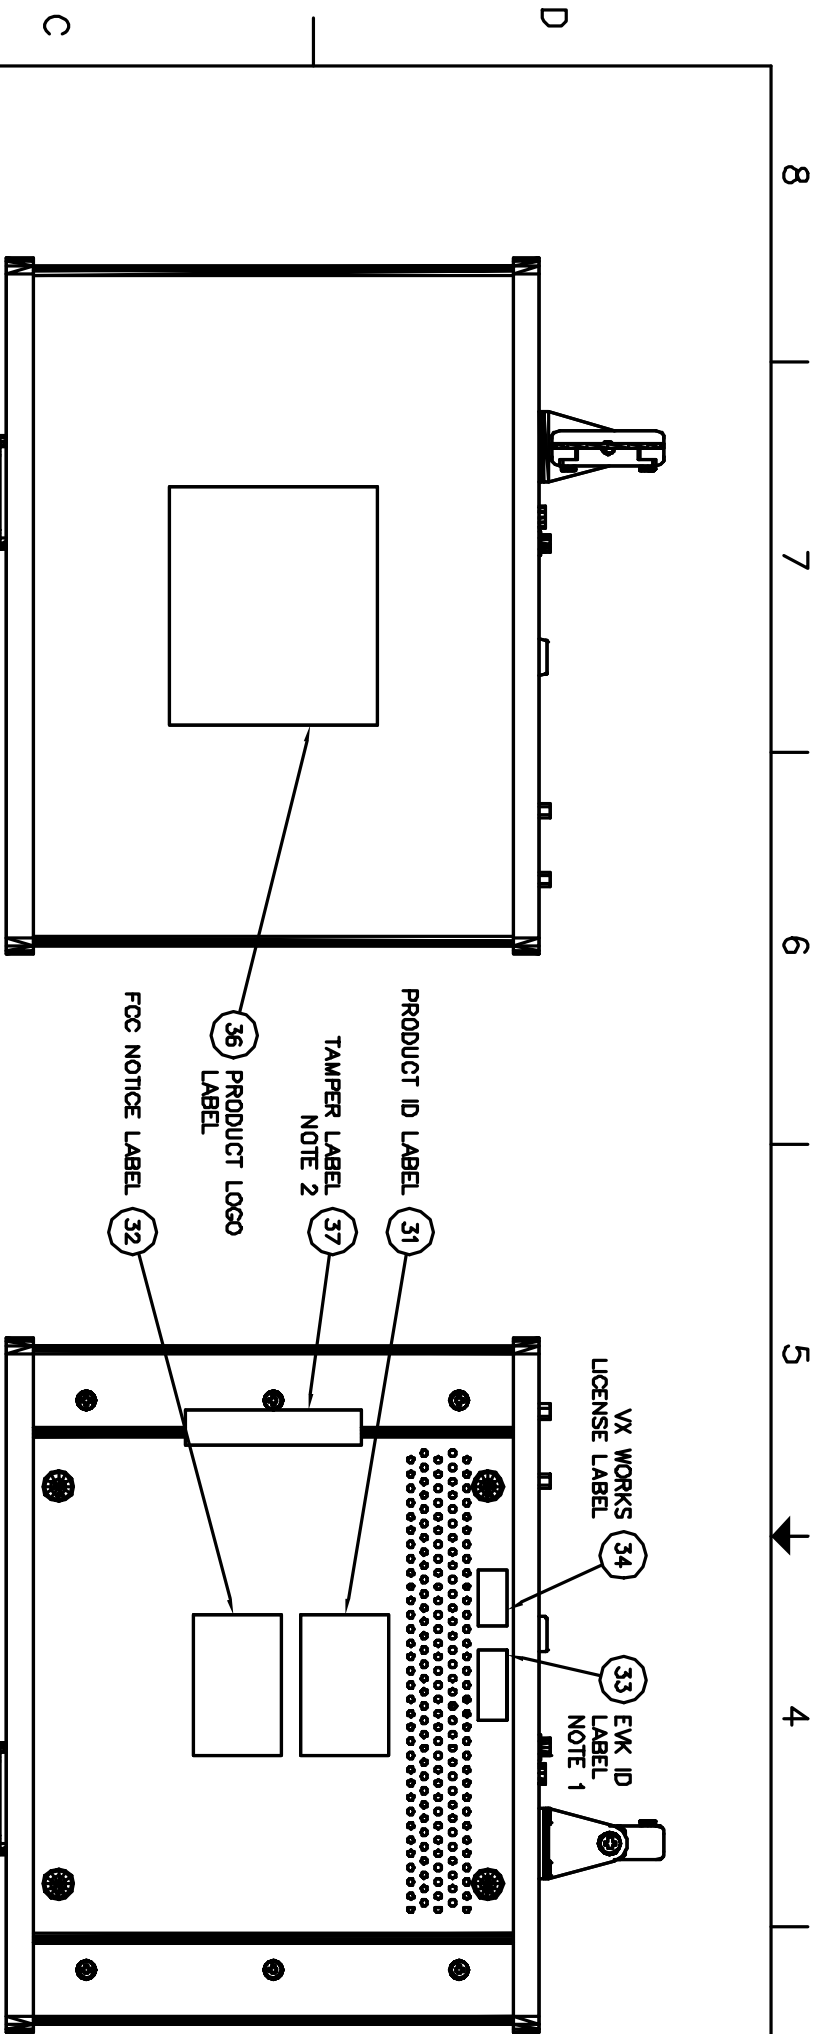 8
7
6
5
4
D
C
VX WORKS
LICENSE LABEL
34
33
EVK ID
LABEL
NOTE 1
PRODUCT ID LABEL
31
TAMPER LABEL
NOTE 2
37
36
PRODUCT LOGO
LABEL
FCC NOTICE LABEL
32